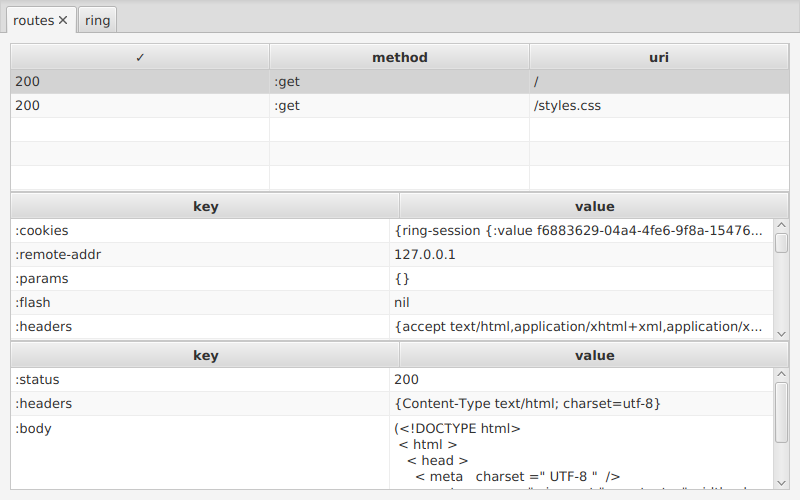 routes ✕ ring
✓ method uri
200 :get /
200 :get /styles.css
key value
:cookies {ring-session {:value f6883629-04a4-4fe6-9f8a-15476...
:remote-addr 127.0.0.1
:params {}
:flash nil
:headers {accept text/html,application/xhtml+xml,application/x...
key value
:status 200
:headers {Content-Type text/html; charset=utf-8}
:body (<!DOCTYPE html>
< html >
< head >
< meta charset =" UTF-8 " />